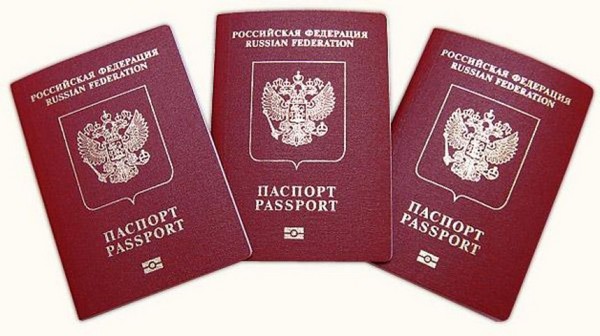 РОССИЙСКАЯ ФЕДЕРАЦИЯ
RUSSIAN FEDERATION
ПАСПОРТ
PASSPORT
РОССИЙСКАЯ ФЕДЕРАЦИЯ
RUSSIAN FEDERATION
ПАСПОРТ
PASSPORT
РОССИЙСКАЯ ФЕДЕРАЦИЯ
RUSSIAN FEDERATION
ПАСПОРТ
PASSPORT